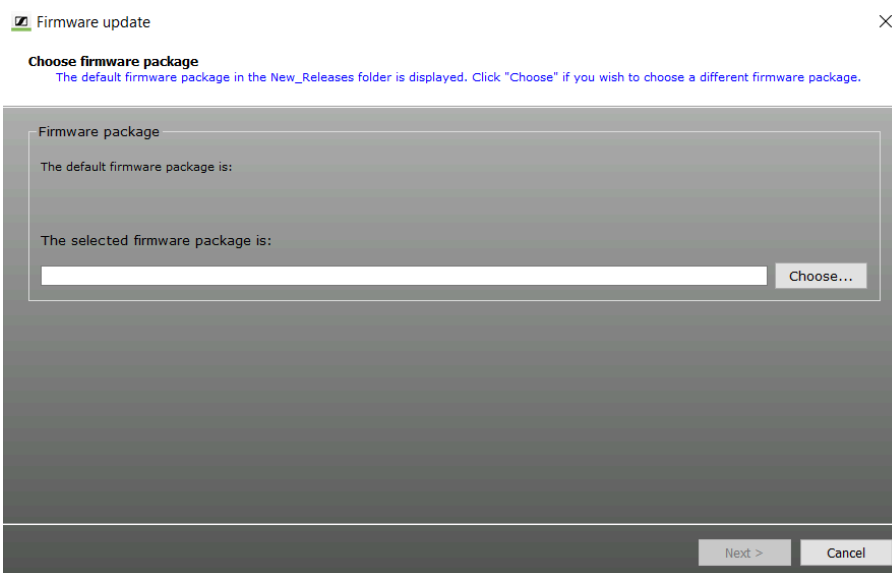 Firmware update
Choose firmware package
The default firmware package in the New_Releases folder is displayed. Click "Choose" if you wish to choose a different firmware package.
Firmware package
The default firmware package is:
The selected firmware package is:
Choose...
Next >
Cancel